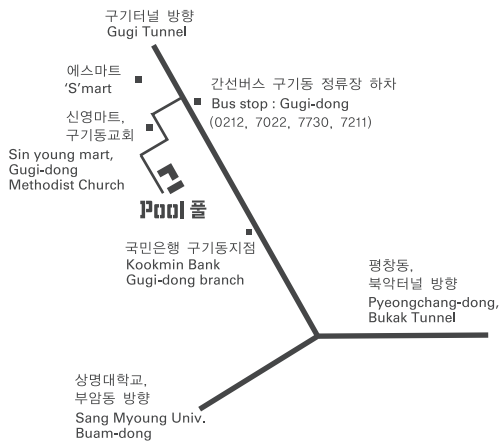 구기터널 방향
Gugi Tunnel
에스마트
'S'mart
간선버스 구기동 정류장 하차
Bus stop : Gugi-dong
(0212, 7022, 7730, 7211)
신영마트,
구기동교회
Sin young mart,
Gugi-dong
Methodist Church
Pool 풀
국민은행 구기동지점
Kookmin Bank
Gugi-dong branch
평창동,
북악터널 방향
Pyeongchang-dong,
Bukak Tunnel
상명대학교,
부암동 방향
Sang Myoung Univ.
Buam-dong